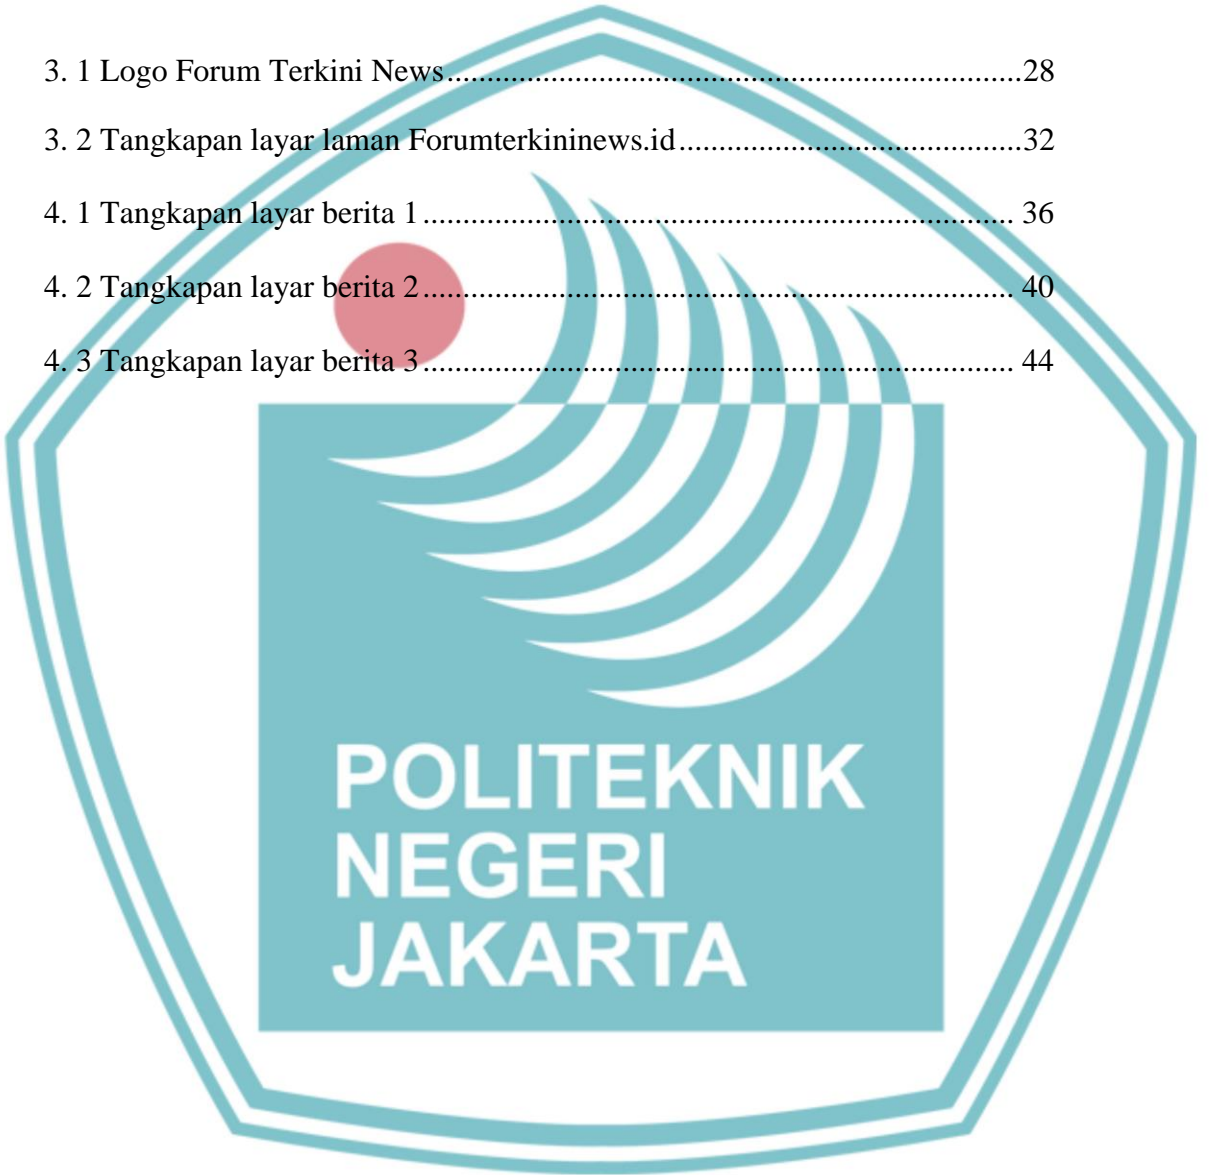 3. 1 Logo Forum Terkini News........................................................................28
3. 2 Tangkapan layar laman Forumterkininews.id...........................................32
4. 1 Tangkapan layar berita 1.......................................................................... 36
4. 2 Tangkapan layar berita 2.......................................................................... 40
4. 3 Tangkapan layar berita 3.......................................................................... 44
POLITEKNIK
NEGERI
JAKARTA